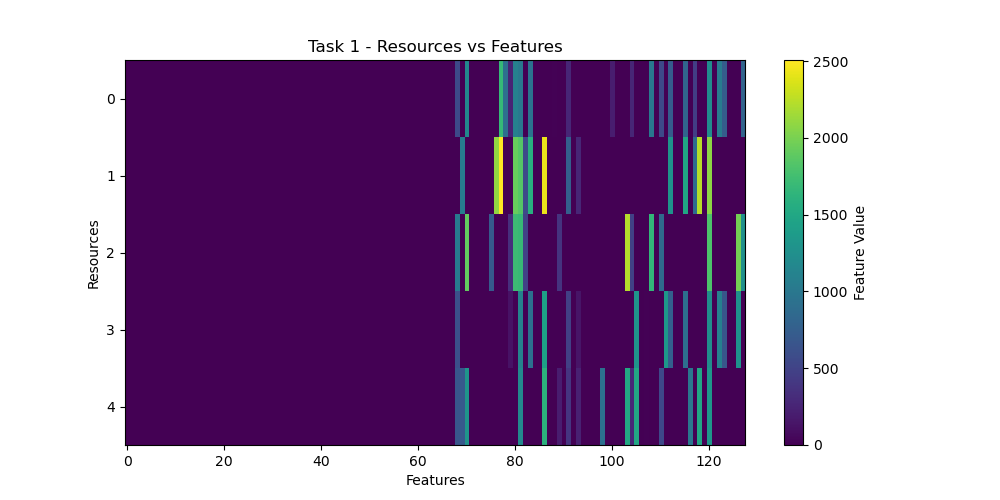 Task 1 - Resources vs Features
Resources
0
1
2
3
4
0 20 40 60 80 100 120
Features
2500
2000
1500
1000
500
0
Feature Value